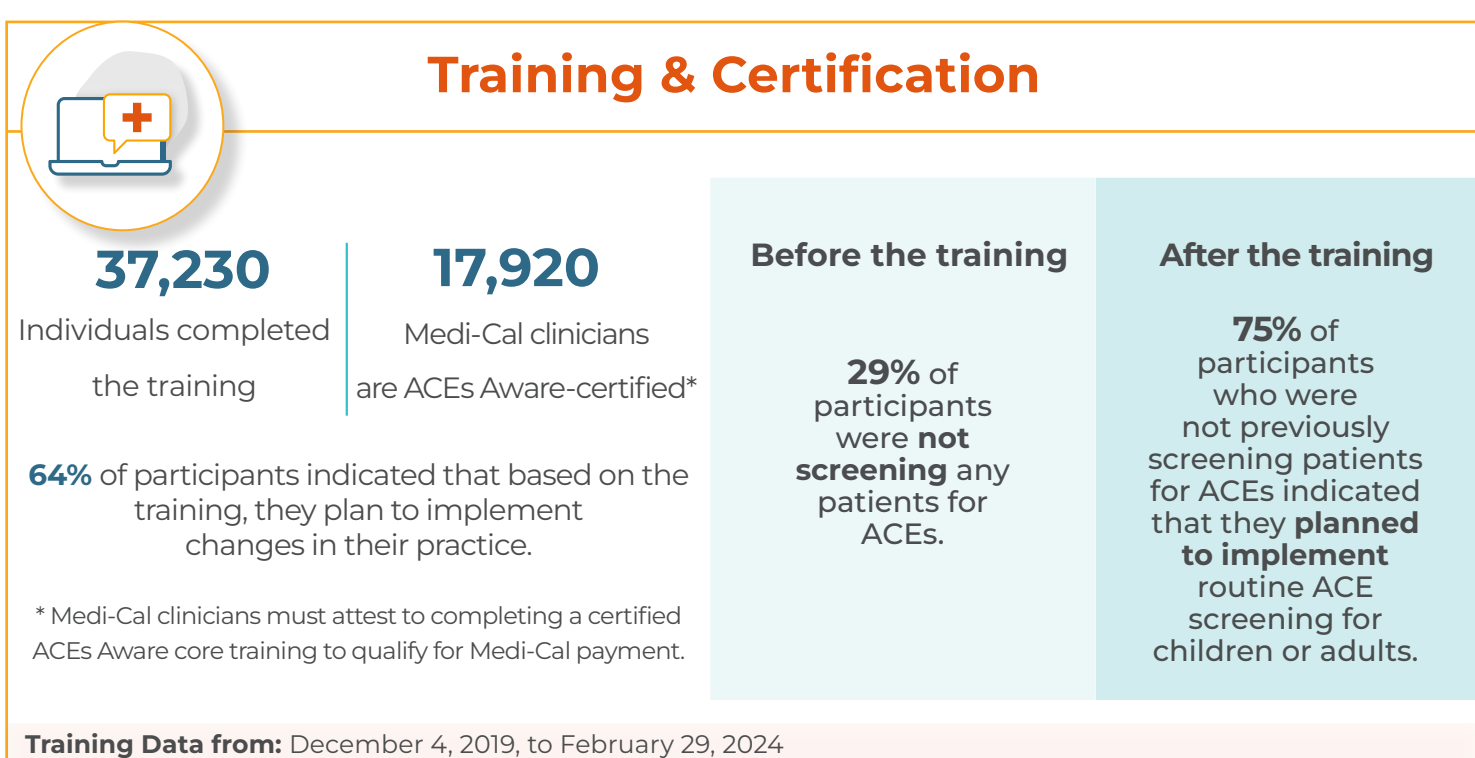 Training & Certification
37,230
Individuals completed
the training
17,920
Medi-Cal clinicians
are ACEs Aware-certified*
64% of participants indicated that based on the
training, they plan to implement
changes in their practice.
* Medi-Cal clinicians must attest to completing a certified
ACEs Aware core training to qualify for Medi-Cal payment.
Before the training
29% of
participants
were not
screening any
patients for
ACEs.
After the training
75% of
participants
who were
not previously
screening patients
for ACEs indicated
that they planned
to implement
routine ACE
screening for
children or adults.
Training Data from: December 4, 2019, to February 29, 2024